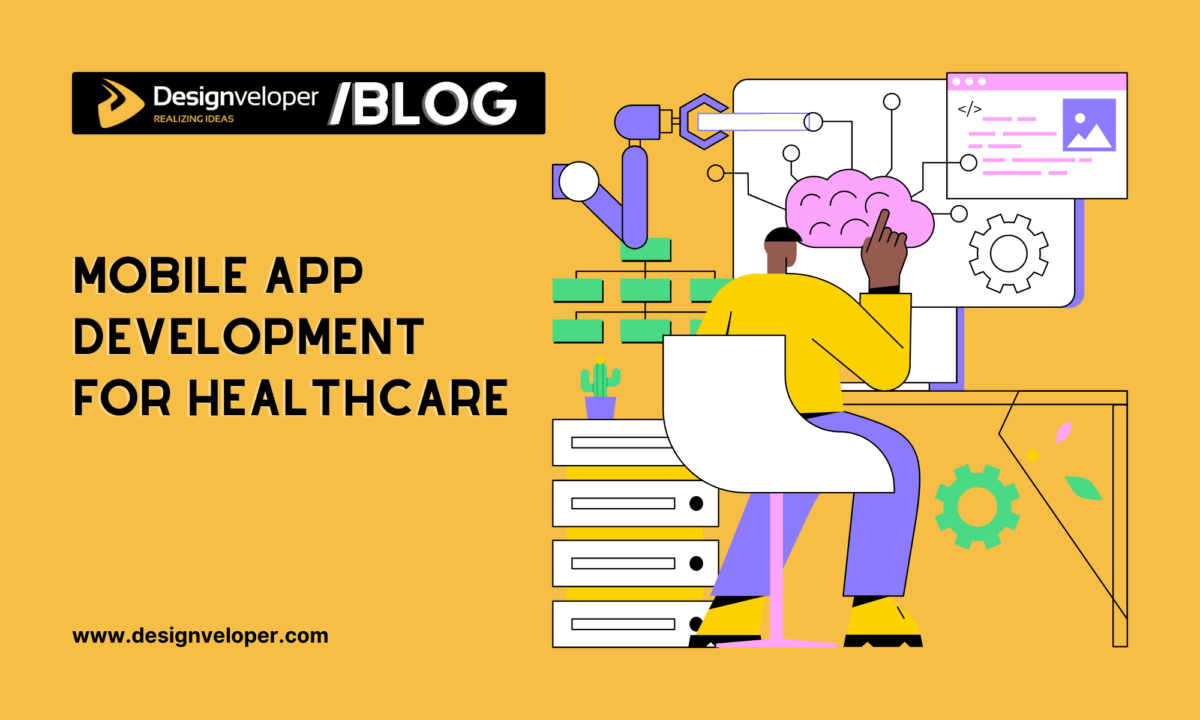 Designveloper
REALIZING IDEAS
/BLOG
MOBILE APP
DEVELOPMENT
FOR HEALTHCARE
</>
www.designveloper.com